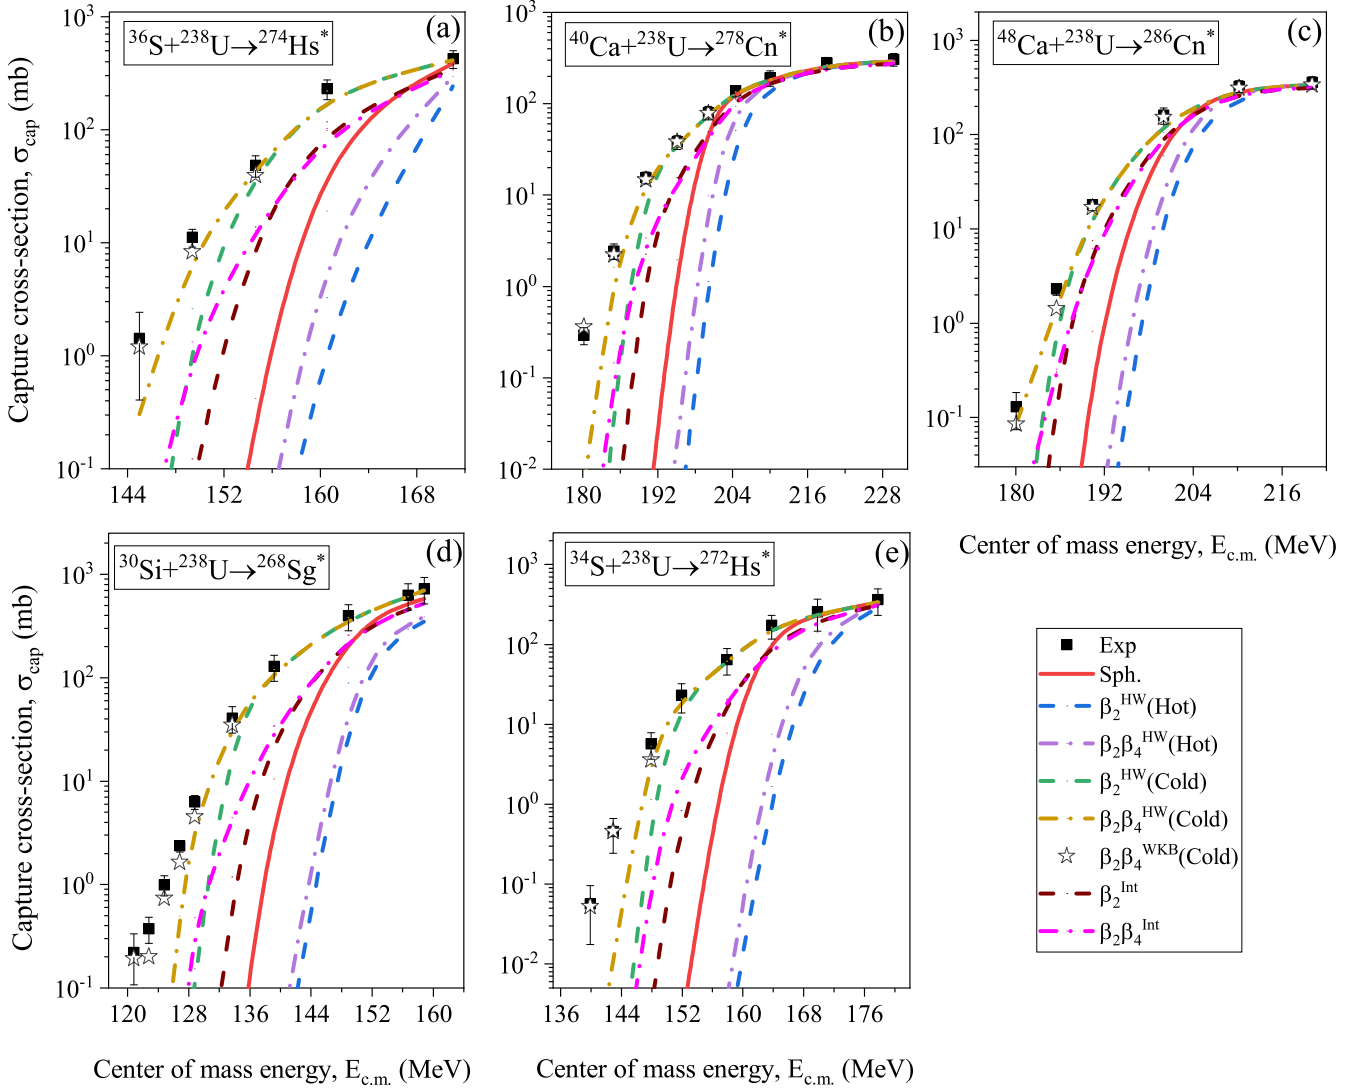 (a)
³⁶S+²³⁸U→²⁷⁴Hs*
10³
10²
10¹
10⁰
10⁻¹
144 152 160 168
Capture cross-section, σcap (mb)
(b)
⁴⁰Ca+²³⁸U→²⁷⁸Cn*
10³
10²
10¹
10⁰
10⁻¹
10⁻²
180 192 204 216 228
(c)
⁴⁸Ca+²³⁸U→²⁸⁶Cn*
10³
10²
10¹
10⁰
10⁻¹
180 192 204 216
Center of mass energy, Ec.m. (MeV)
(d)
³⁰Si+²³⁸U→²⁶⁸Sg*
10³
10²
10¹
10⁰
10⁻¹
120 128 136 144 152 160
Capture cross-section, σcap (mb)
Center of mass energy, Ec.m. (MeV)
(e)
³⁴S+²³⁸U→²⁷²Hs*
10³
10²
10¹
10⁰
10⁻¹
10⁻²
136 144 152 160 168 176
Center of mass energy, Ec.m. (MeV)
Exp
Sph.
β₂ᴴᵂ(Hot)
β₂β₄ᴴᵂ(Hot)
β₂ᴴᵂ(Cold)
β₂β₄ᴴᵂ(Cold)
β₂β₄ᵂᴷᴮ(Cold)
β₂ᴵⁿᵗ
β₂β₄ᴵⁿᵗ